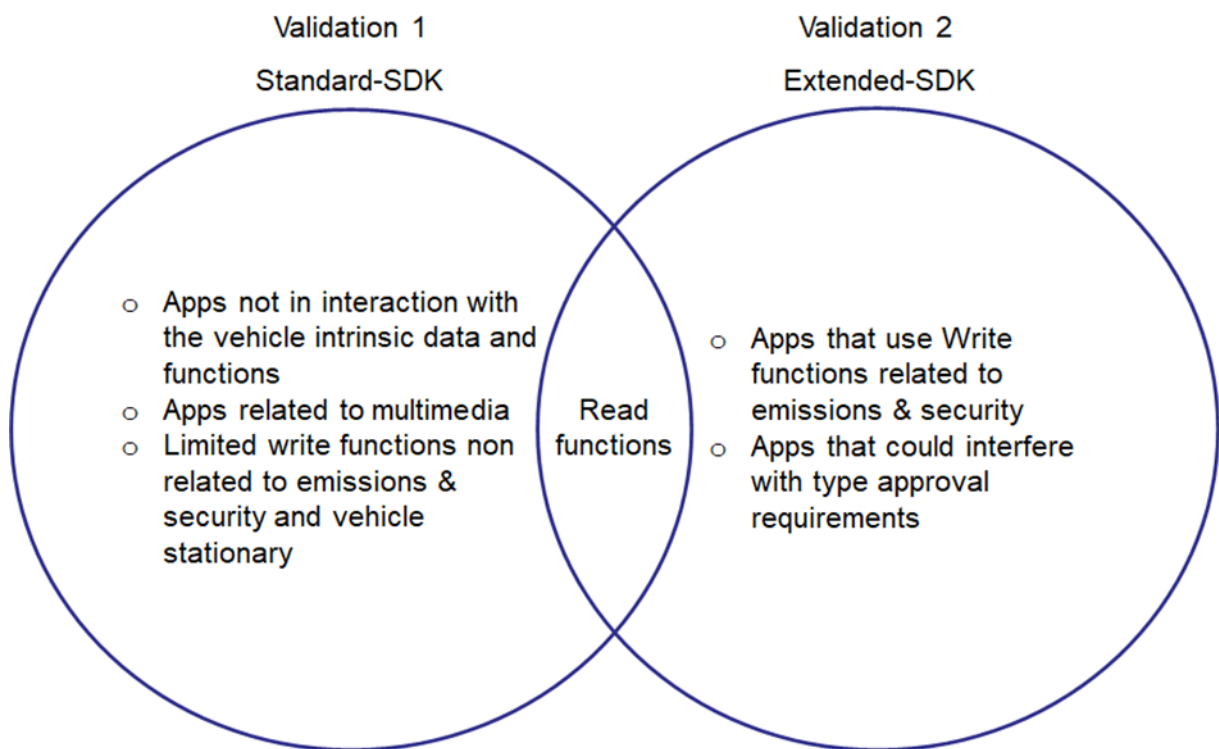 Validation 1
Standard-SDK
Validation 2
Extended-SDK
o Apps not in interaction with
the vehicle intrinsic data and
functions
o Apps related to multimedia
o Limited write functions non
related to emissions &
security and vehicle
stationary
Read
functions
o Apps that use Write
functions related to
emissions & security
o Apps that could interfere
with type approval
requirements